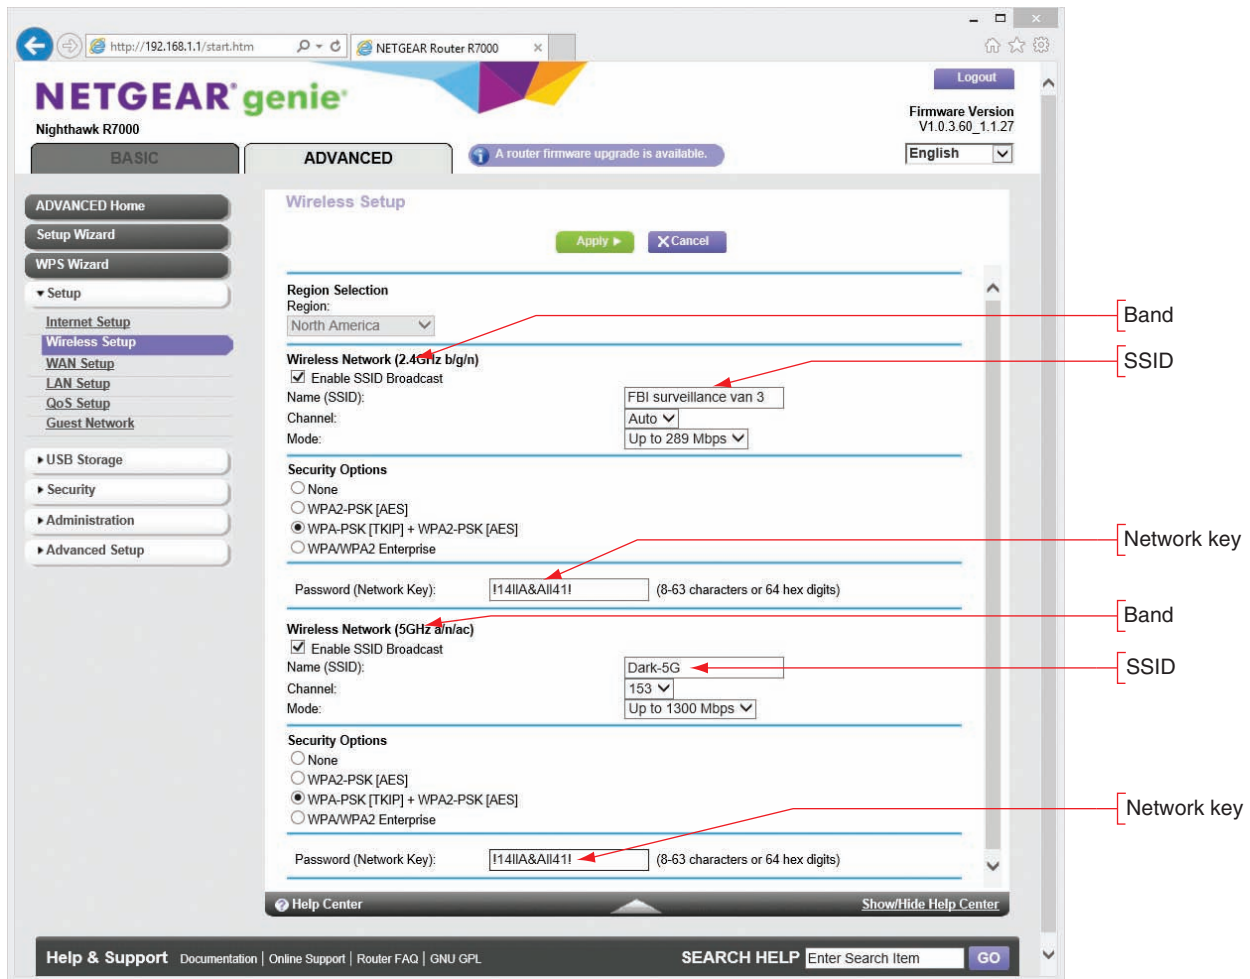 http://192.168.1.1/start.htm
NETGEAR Router R7000
NETGEAR genie
Logout
Nighthawk R7000
Firmware Version
V1.0.3.60_1.1.27
BASIC
ADVANCED
A router firmware upgrade is available.
English
ADVANCED Home
Setup Wizard
WPS Wizard
Setup
Internet Setup
Wireless Setup
WAN Setup
LAN Setup
QoS Setup
Guest Network
USB Storage
Security
Administration
Advanced Setup
Wireless Setup
Apply
Cancel
Region Selection
Region:
North America
Wireless Network (2.4GHz b/g/n)
Enable SSID Broadcast
Name (SSID): FBI surveillance van 3
Channel: Auto
Mode: Up to 289 Mbps
Security Options
None
WPA2-PSK [AES]
WPA-PSK [TKIP] + WPA2-PSK [AES]
WPA/WPA2 Enterprise
Password (Network Key): !14llA&All41! (8-63 characters or 64 hex digits)
Wireless Network (5GHz a/n/ac)
Enable SSID Broadcast
Name (SSID): Dark-5G
Channel: 153
Mode: Up to 1300 Mbps
Security Options
None
WPA2-PSK [AES]
WPA-PSK [TKIP] + WPA2-PSK [AES]
WPA/WPA2 Enterprise
Password (Network Key): !14llA&All41! (8-63 characters or 64 hex digits)
Band
SSID
Network key
Band
SSID
Network key
Help Center
Show/Hide Help Center
Help & Support Documentation | Online Support | Router FAQ | GNU GPL
SEARCH HELP Enter Search Item GO